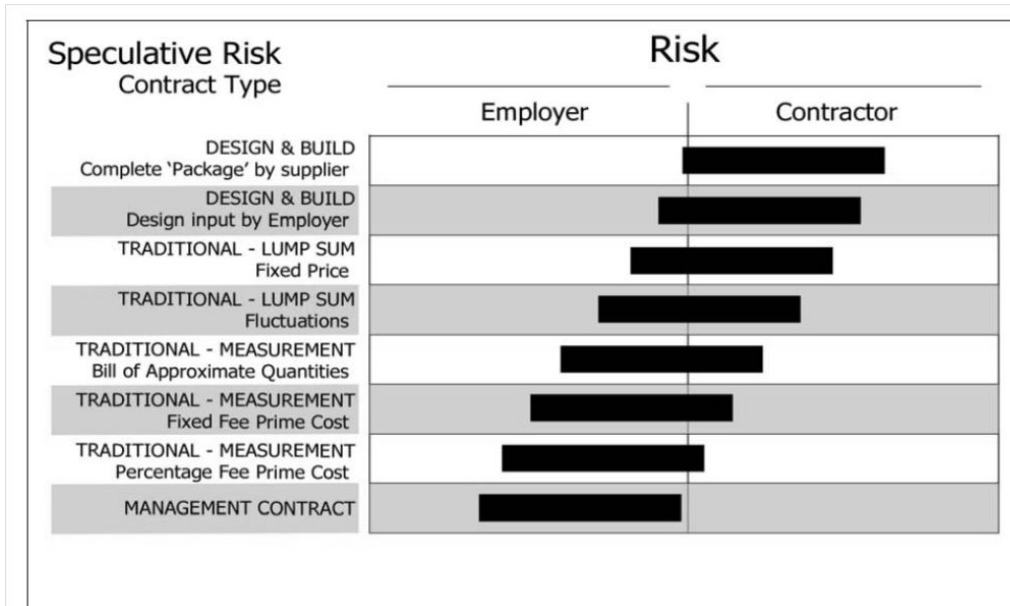 Speculative Risk
Contract Type
Risk
Employer
Contractor
DESIGN & BUILD
Complete ‘Package’ by supplier
DESIGN & BUILD
Design input by Employer
TRADITIONAL - LUMP SUM
Fixed Price
TRADITIONAL - LUMP SUM
Fluctuations
TRADITIONAL - MEASUREMENT
Bill of Approximate Quantities
TRADITIONAL - MEASUREMENT
Fixed Fee Prime Cost
TRADITIONAL - MEASUREMENT
Percentage Fee Prime Cost
MANAGEMENT CONTRACT